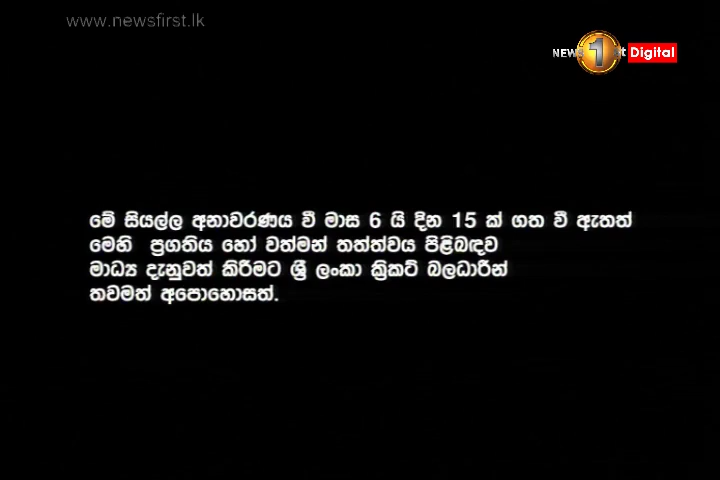 www.newsfirst.lk
NEWS 1st Digital
මේ සියල්ල අනාවරණය වී මාස 6 යි දින 15 ක් ගත වී ඇතත්
මෙහි ප්‍රගතිය හෝ වත්මන් තත්ත්වය පිළිබඳව
මාධ්‍ය දැනුවත් කිරීමට ශ්‍රී ලංකා ක්‍රිකට් බලධාරීන්
තවමත් අපොහොසත්.